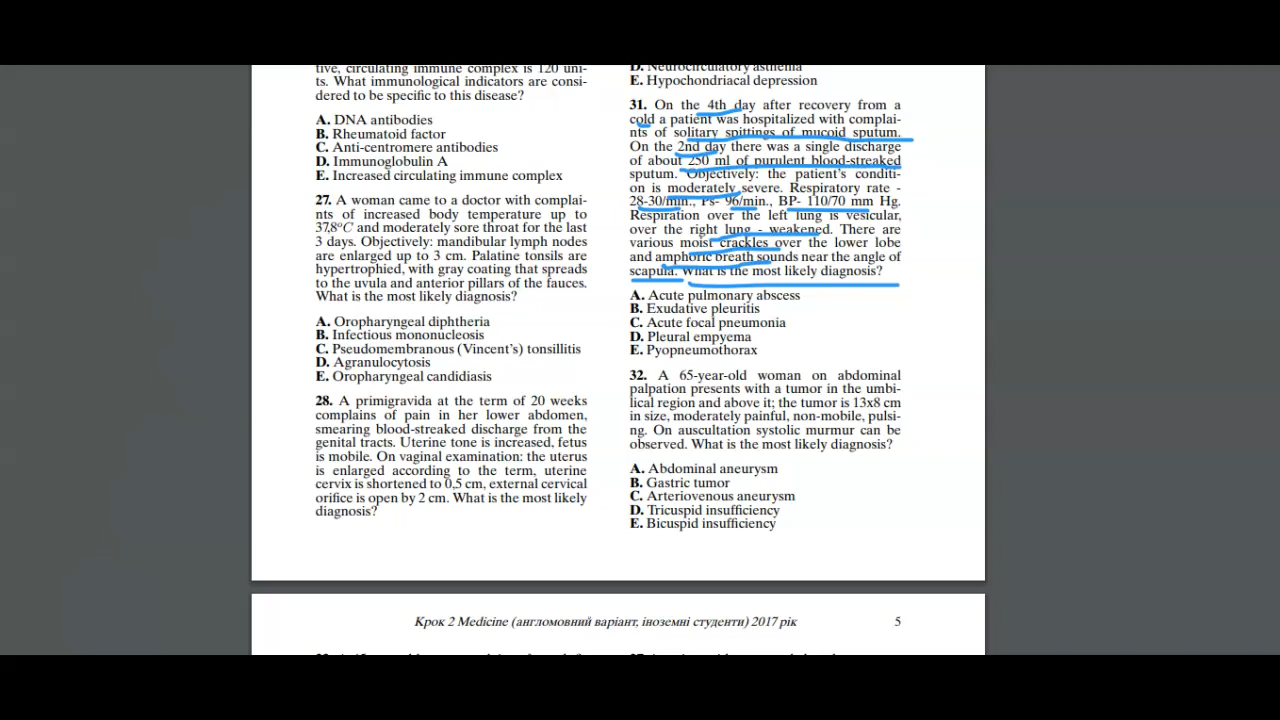 tive, circulating immune complex is 120 uni-
ts. What immunological indicators are consi-
dered to be specific to this disease?
A. DNA antibodies
B. Rheumatoid factor
C. Anti-centromere antibodies
D. Immunoglobulin A
E. Increased circulating immune complex
27. A woman came to a doctor with complai-
nts of increased body temperature up to
37,8°C and moderately sore throat for the last
3 days. Objectively: mandibular lymph nodes
are enlarged up to 3 cm. Palatine tonsils are
hypertrophied, with gray coating that spreads
to the uvula and anterior pillars of the fauces.
What is the most likely diagnosis?
A. Oropharyngeal diphtheria
B. Infectious mononucleosis
C. Pseudomembranous (Vincent's) tonsillitis
D. Agranulocytosis
E. Oropharyngeal candidiasis
28. A primigravida at the term of 20 weeks
complains of pain in her lower abdomen,
smearing blood-streaked discharge from the
genital tracts. Uterine tone is increased, fetus
is mobile. On vaginal examination: the uterus
is enlarged according to the term, uterine
cervix is shortened to 0,5 cm, external cervical
orifice is open by 2 cm. What is the most likely
diagnosis?
D. Neurocirculatory asthenia
E. Hypochondriacal depression
31. On the 4th day after recovery from a
cold a patient was hospitalized with complai-
nts of solitary spittings of mucoid sputum.
On the 2nd day there was a single discharge
of about 250 ml of purulent blood-streaked
sputum. Objectively: the patient's conditi-
on is moderately severe. Respiratory rate -
28-30/min., Ps- 96/min., BP- 110/70 mm Hg.
Respiration over the left lung is vesicular,
over the right lung - weakened. There are
various moist crackles over the lower lobe
and amphoric breath sounds near the angle of
scapula. What is the most likely diagnosis?
A. Acute pulmonary abscess
B. Exudative pleuritis
C. Acute focal pneumonia
D. Pleural empyema
E. Pyopneumothorax
32. A 65-year-old woman on abdominal
palpation presents with a tumor in the umbi-
lical region and above it; the tumor is 13x8 cm
in size, moderately painful, non-mobile, pulsi-
ng. On auscultation systolic murmur can be
observed. What is the most likely diagnosis?
A. Abdominal aneurysm
B. Gastric tumor
C. Arteriovenous aneurysm
D. Tricuspid insufficiency
E. Bicuspid insufficiency
Крок 2 Medicine (англомовний варіант, іноземні студенти) 2017 рік 5